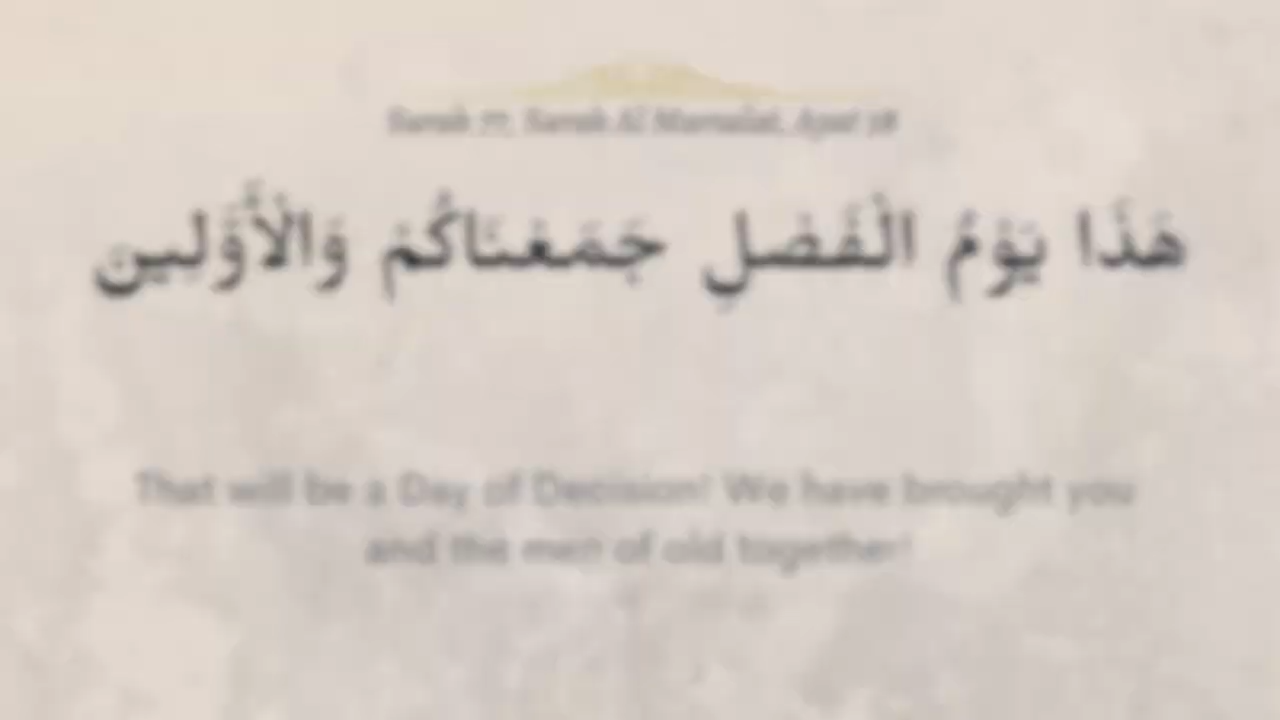 Surah 77, Surah Al Mursalat, Ayat 38
هَذَا يَوْمُ الْفَصْلِ جَمَعْنَاكُمْ وَالْأَوَّلِينَ
That will be a Day of Decision! We have brought you
and the men of old together!